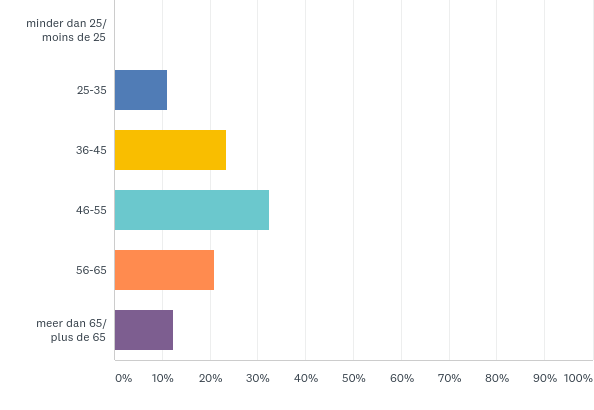 minder dan 25/
moins de 25
25-35
36-45
46-55
56-65
meer dan 65/
plus de 65
0% 10% 20% 30% 40% 50% 60% 70% 80% 90% 100%